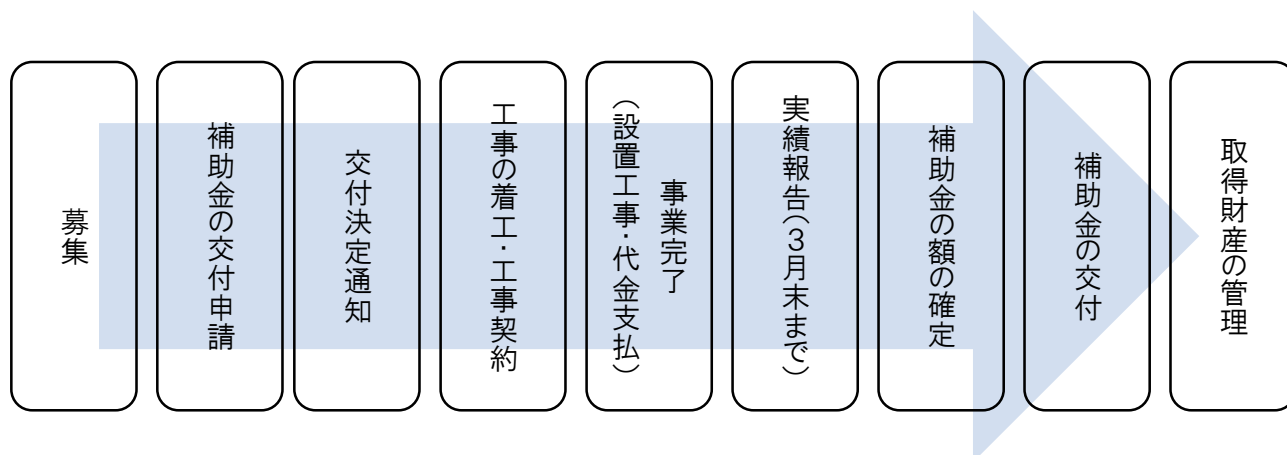 募集
補助金の交付申請
交付決定通知
工事の着工・工事契約
事業完了
（設置工事・代金支払）
実績報告（３月末まで）
補助金の額の確定
補助金の交付
取得財産の管理